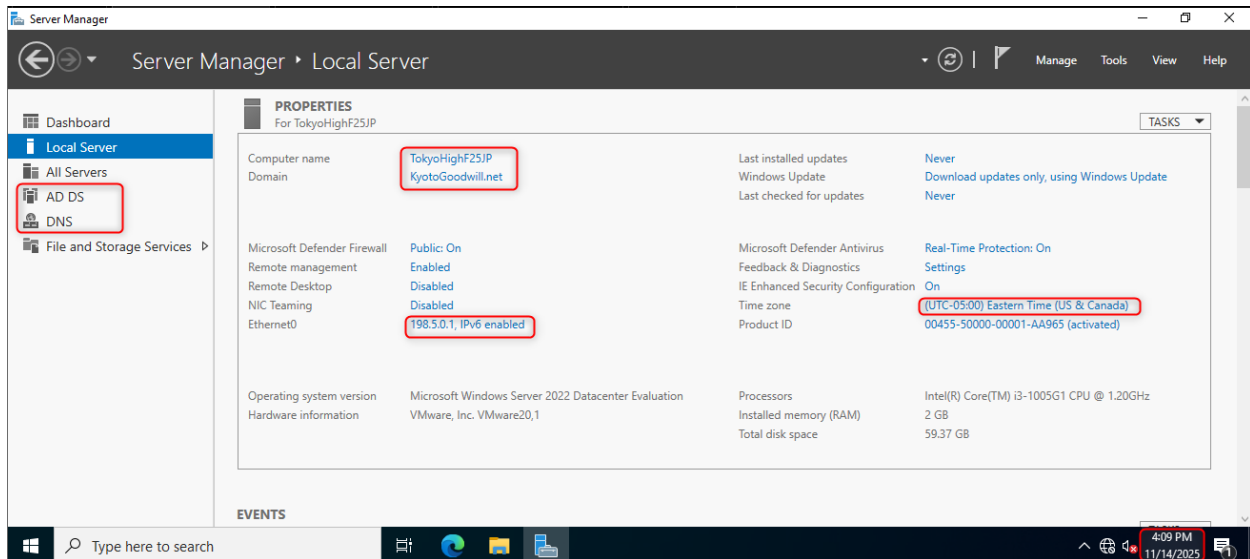 Server Manager
Server Manager • Local Server
Manage Tools View Help
Dashboard
Local Server
All Servers
AD DS
DNS
File and Storage Services
PROPERTIES
For TokyoHighF25JP
TASKS
Computer name TokyoHighF25JP
Domain KyotoGoodwill.net
Last installed updates Never
Windows Update Download updates only, using Windows Update
Last checked for updates Never
Microsoft Defender Firewall Public: On
Remote management Enabled
Remote Desktop Disabled
NIC Teaming Disabled
Ethernet0 198.5.0.1, IPv6 enabled
Microsoft Defender Antivirus Real-Time Protection: On
Feedback & Diagnostics Settings
IE Enhanced Security Configuration On
Time zone (UTC-05:00) Eastern Time (US & Canada)
Product ID 00455-50000-00001-AA965 (activated)
Operating system version Microsoft Windows Server 2022 Datacenter Evaluation
Hardware information VMware, Inc. VMware20,1
Processors Intel(R) Core(TM) i3-1005G1 CPU @ 1.20GHz
Installed memory (RAM) 2 GB
Total disk space 59.37 GB
EVENTS
Type here to search
4:09 PM
11/14/2025